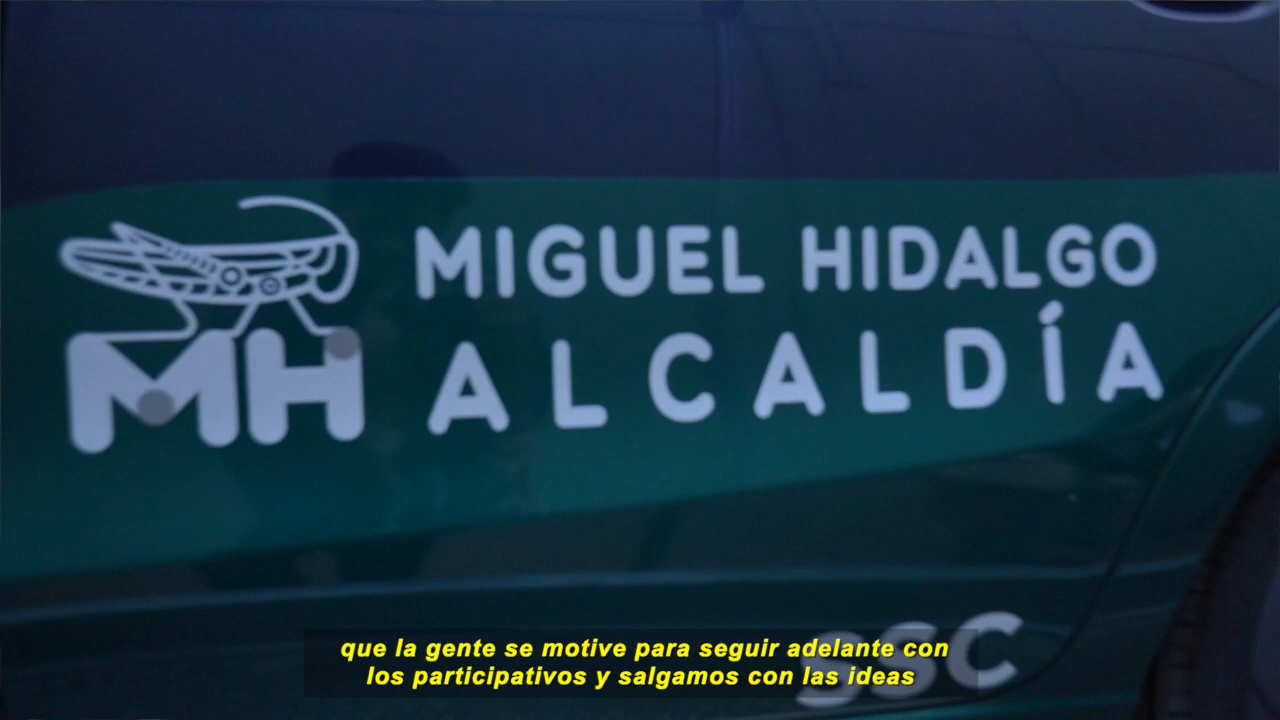 MIGUEL HIDALGO
MH ALCALDÍA
SSC
que la gente se motive para seguir adelante con
los participativos y salgamos con las ideas